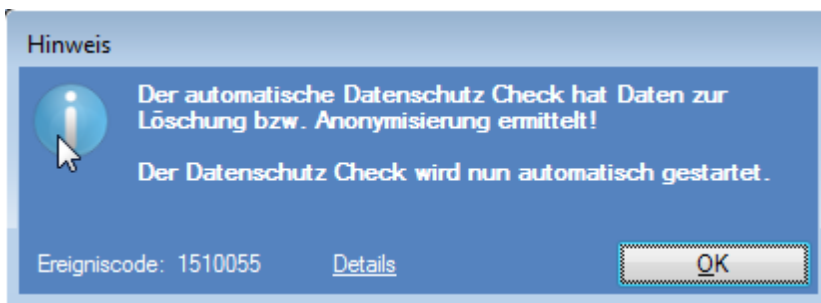 Hinweis
Der automatische Datenschutz Check hat Daten zur
Löschung bzw. Anonymisierung ermittelt!
Der Datenschutz Check wird nun automatisch gestartet.
Ereigniscode: 1510055 Details OK